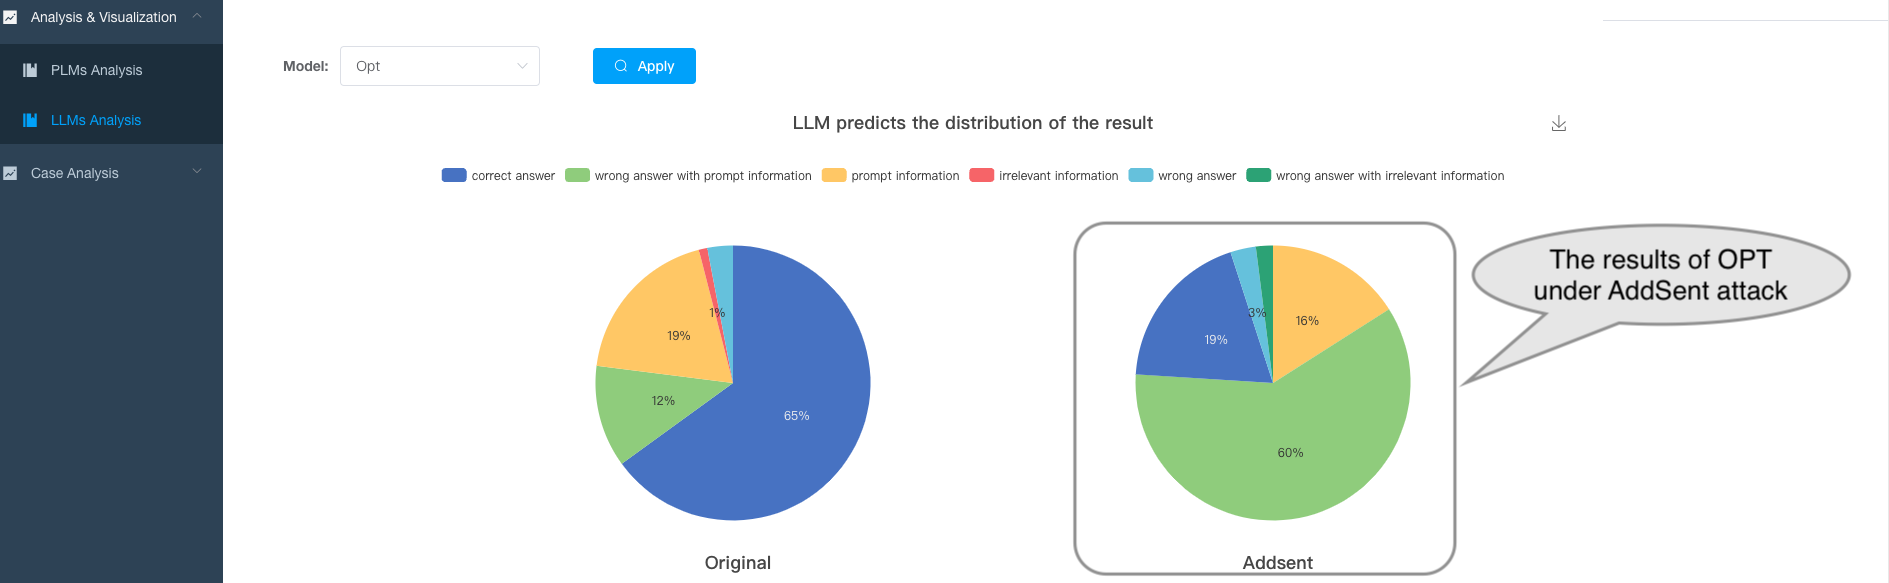 Analysis & Visualization
PLMs Analysis
LLMs Analysis
Case Analysis
Model: Opt Apply
LLM predicts the distribution of the result
correct answer wrong answer with prompt information prompt information irrelevant information wrong answer wrong answer with irrelevant information
1%
19%
12%
65%
Original
3%
16%
19%
60%
Addsent
The results of OPT
under AddSent attack